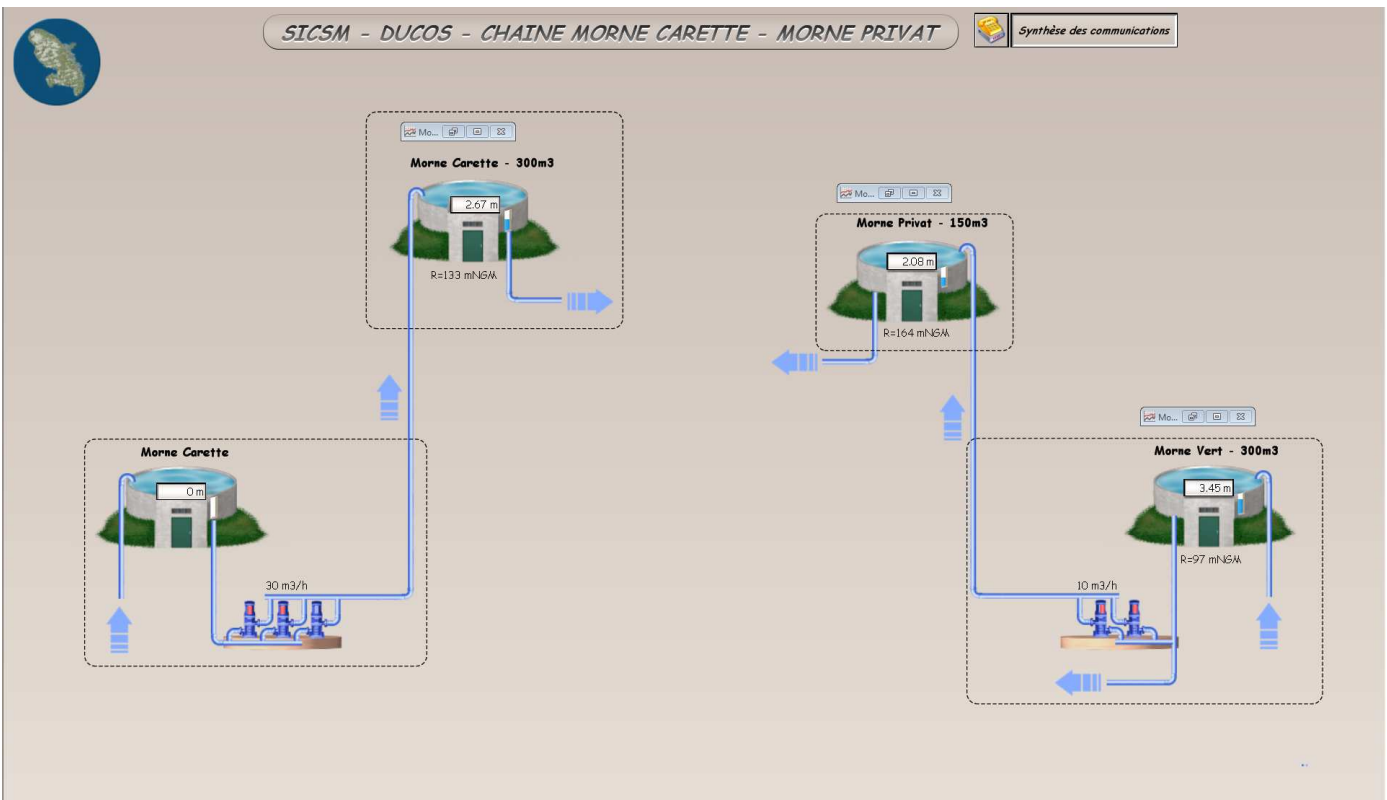 SICSM - DUCOS - CHAINE MORNE CARETTE - MORNE PRIVAT
Synthèse des communications
Mo...
Morne Carette - 300m3
2.67 m
R=133 mNGM
Mo...
Morne Privat - 150m3
2.08 m
R=164 mNGM
Mo...
Morne Carette
0 m
30 m3/h
Morne Vert - 300m3
3.45 m
R=97 mNGM
10 m3/h